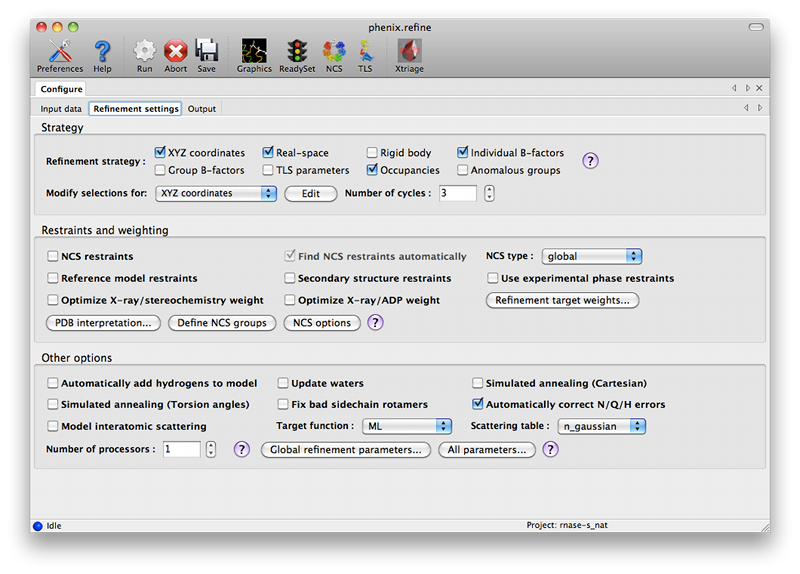 phenix.refine
Preferences Help Run Abort Save Graphics ReadySet NCS TLS Xtriage
Configure
Input data Refinement settings Output
Strategy
Refinement strategy : XYZ coordinates Real-space Rigid body Individual B-factors ?
Group B-factors TLS parameters Occupancies Anomalous groups
Modify selections for: XYZ coordinates Edit Number of cycles : 3
Restraints and weighting
NCS restraints Find NCS restraints automatically NCS type : global
Reference model restraints Secondary structure restraints Use experimental phase restraints
Optimize X-ray/stereochemistry weight Optimize X-ray/ADP weight Refinement target weights...
PDB interpretation... Define NCS groups NCS options ?
Other options
Automatically add hydrogens to model Update waters Simulated annealing (Cartesian)
Simulated annealing (Torsion angles) Fix bad sidechain rotamers Automatically correct N/Q/H errors
Model interatomic scattering Target function : ML Scattering table : n_gaussian
Number of processors : 1 ? Global refinement parameters... All parameters... ?
Idle Project: rnase-s_nat